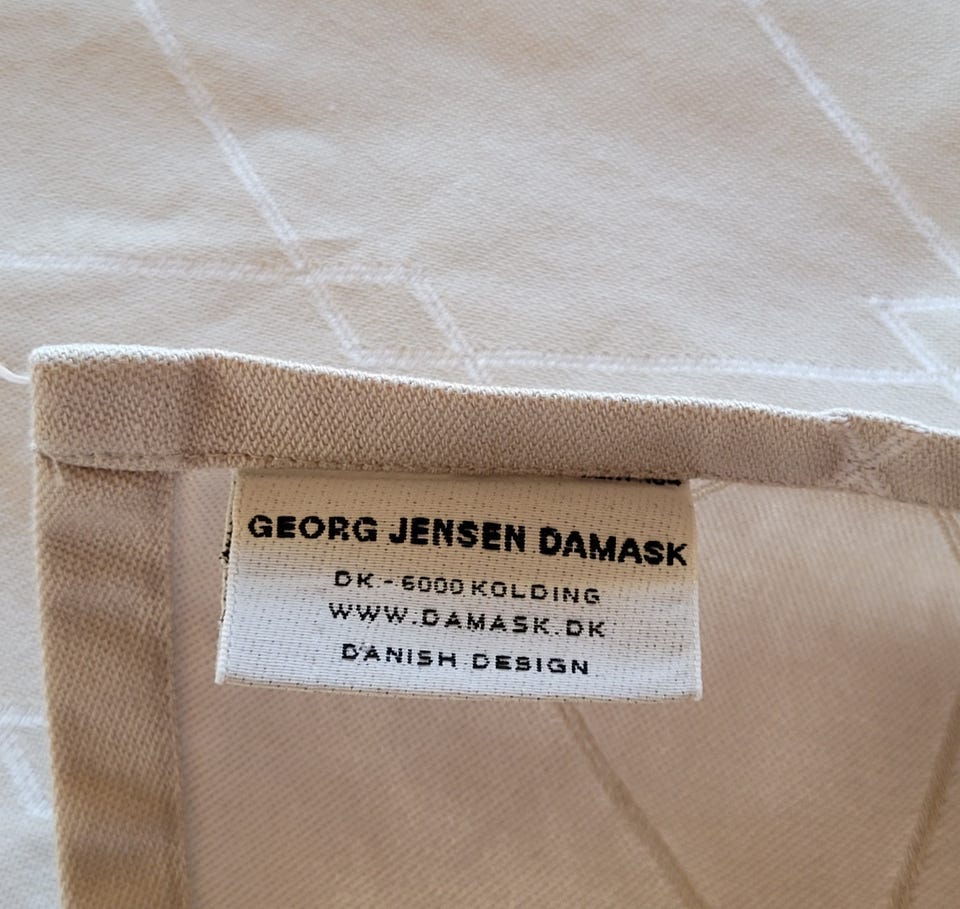 GEORG JENSEN DAMASK
DK-6000 KOLDING
WWW.DAMASK.DK
DANISH DESIGN